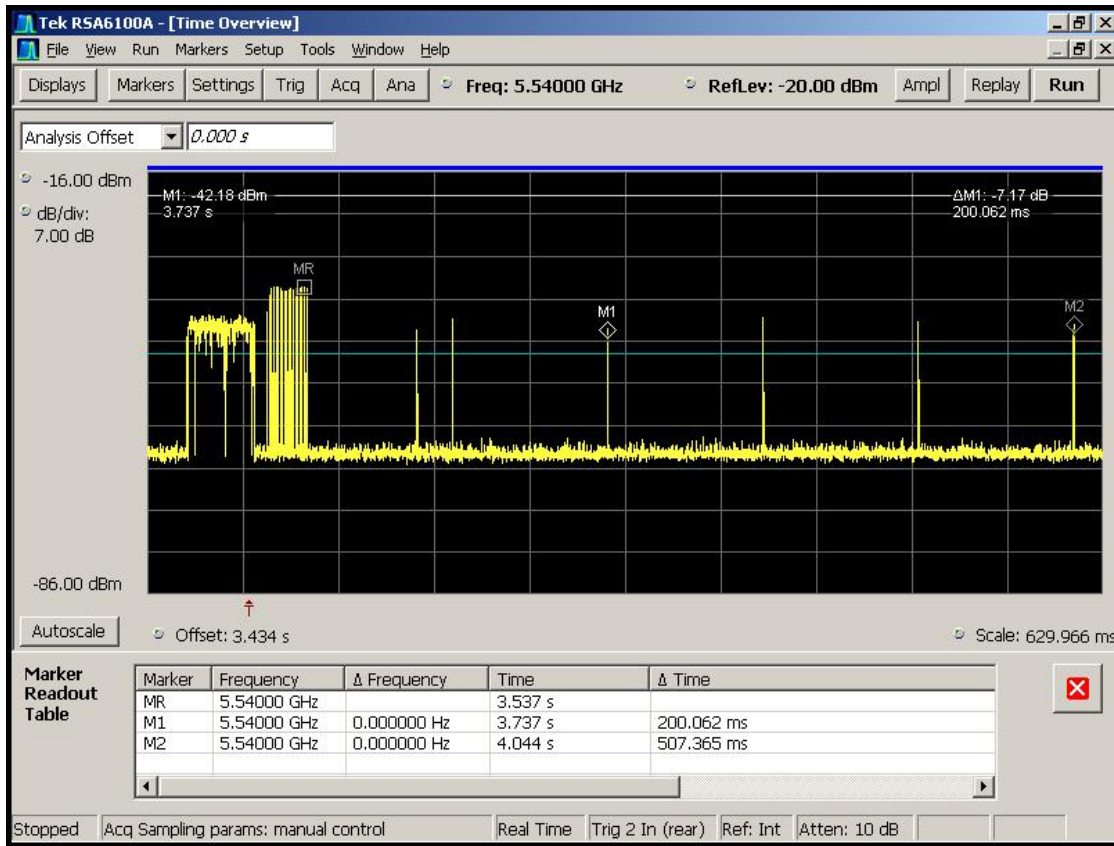 Tek RSA6100A - [Time Overview]
File View Run Markers Setup Tools Window Help
Displays Markers Settings Trig Acq Ana Freq: 5.54000 GHz RefLev: -20.00 dBm Ampl Replay Run
Analysis Offset 0.000 s
-16.00 dBm
dB/div:
7.00 dB
M1: -42.18 dBm
3.737 s
ΔM1: -7.17 dB
200.062 ms
MR
M1
M2
-86.00 dBm
Autoscale Offset: 3.434 s Scale: 629.966 ms
Marker
Readout
Table
Marker Frequency Δ Frequency Time Δ Time
MR 5.54000 GHz 3.537 s
M1 5.54000 GHz 0.000000 Hz 3.737 s 200.062 ms
M2 5.54000 GHz 0.000000 Hz 4.044 s 507.365 ms
Stopped Acq Sampling params: manual control Real Time Trig 2 In (rear) Ref: Int Atten: 10 dB